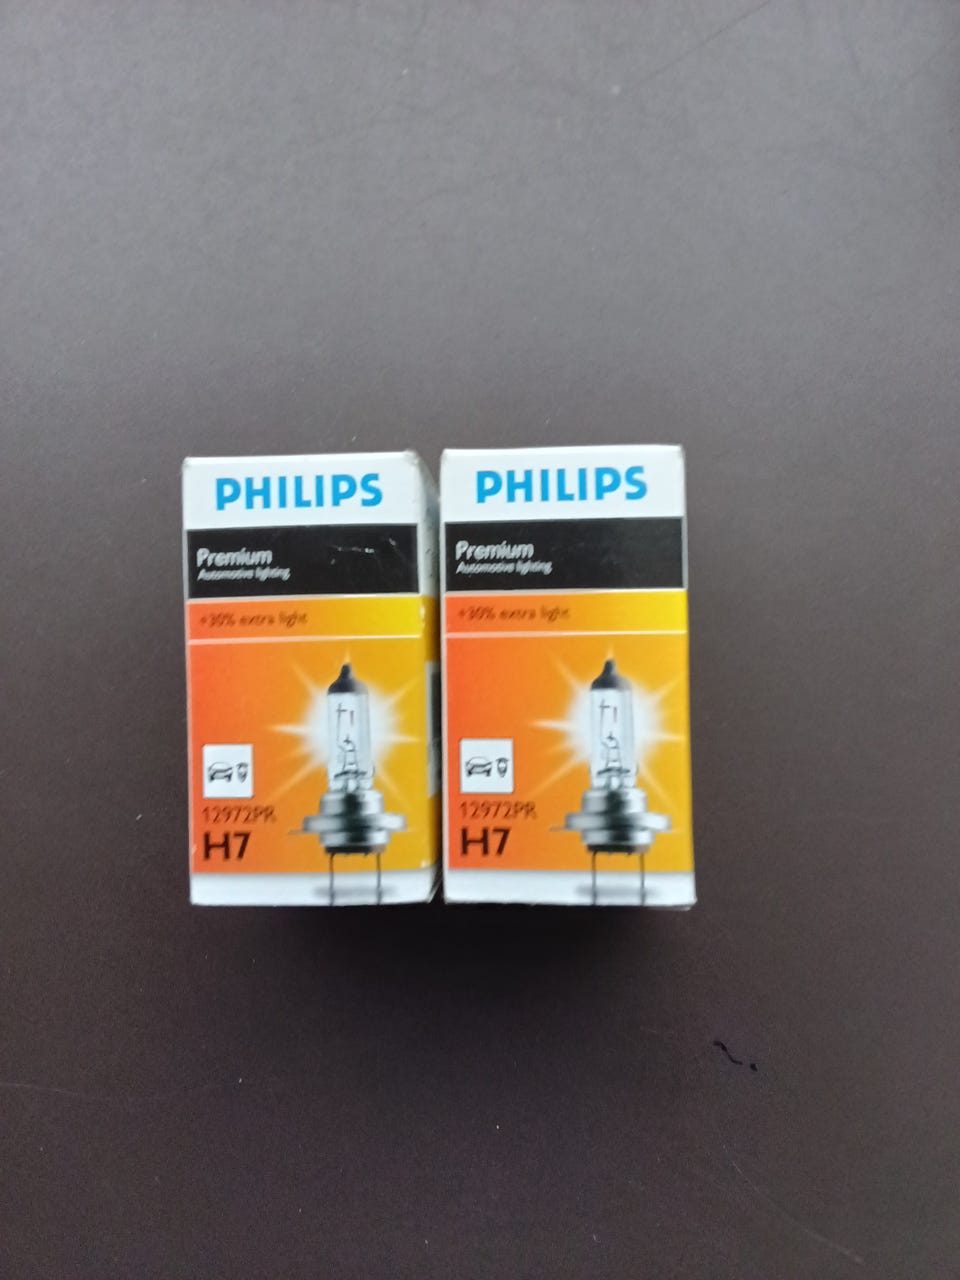 PHILIPS
Premium
Automotive lighting
+30% extra light
12972PR
H7
PHILIPS
Premium
Automotive lighting
+30% extra light
12972PR
H7